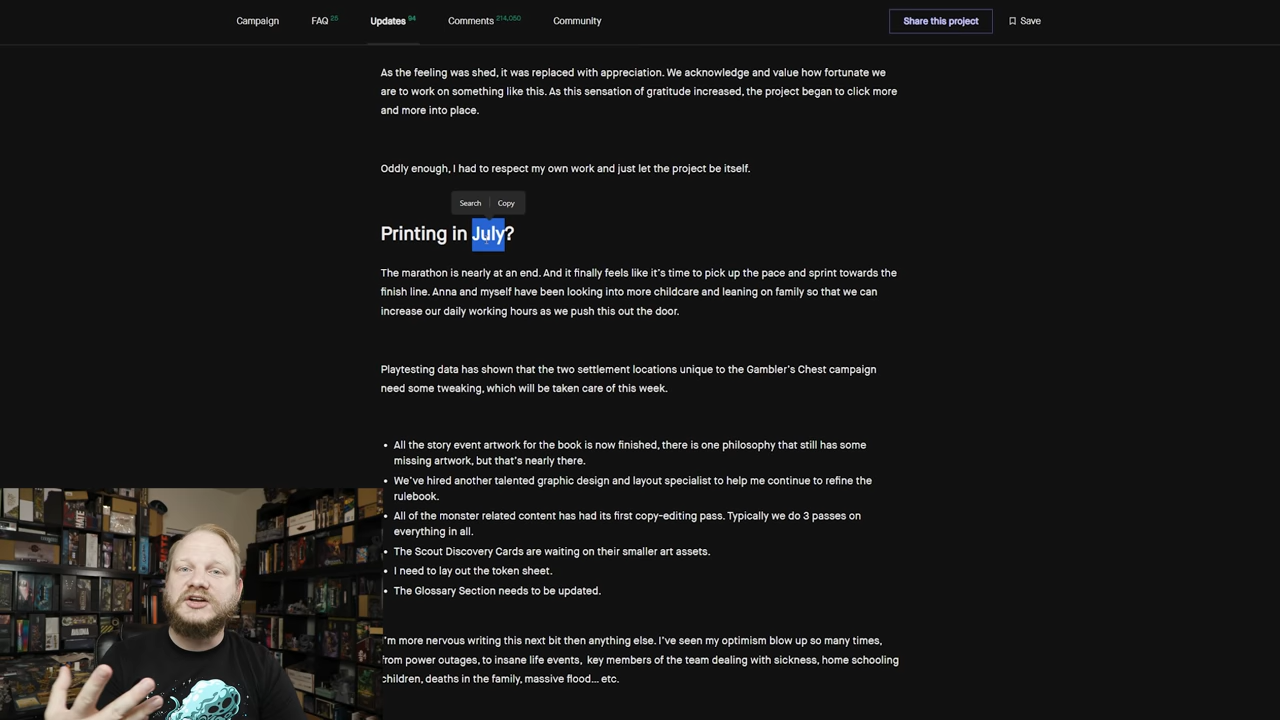 Campaign FAQ 25 Updates 94 Comments 214,050 Community Share this project Save
As the feeling was shed, it was replaced with appreciation. We acknowledge and value how fortunate we
are to work on something like this. As this sensation of gratitude increased, the project began to click more
and more into place.
Oddly enough, I had to respect my own work and just let the project be itself.
Search Copy
Printing in July?
The marathon is nearly at an end. And it finally feels like it's time to pick up the pace and sprint towards the
finish line. Anna and myself have been looking into more childcare and leaning on family so that we can
increase our daily working hours as we push this out the door.
Playtesting data has shown that the two settlement locations unique to the Gambler's Chest campaign
need some tweaking, which will be taken care of this week.
• All the story event artwork for the book is now finished, there is one philosophy that still has some
missing artwork, but that's nearly there.
• We've hired another talented graphic design and layout specialist to help me continue to refine the
rulebook.
• All of the monster related content has had its first copy-editing pass. Typically we do 3 passes on
everything in all.
• The Scout Discovery Cards are waiting on their smaller art assets.
• I need to lay out the token sheet.
• The Glossary Section needs to be updated.
I'm more nervous writing this next bit then anything else. I've seen my optimism blow up so many times,
from power outages, to insane life events, key members of the team dealing with sickness, home schooling
children, deaths in the family, massive flood... etc.